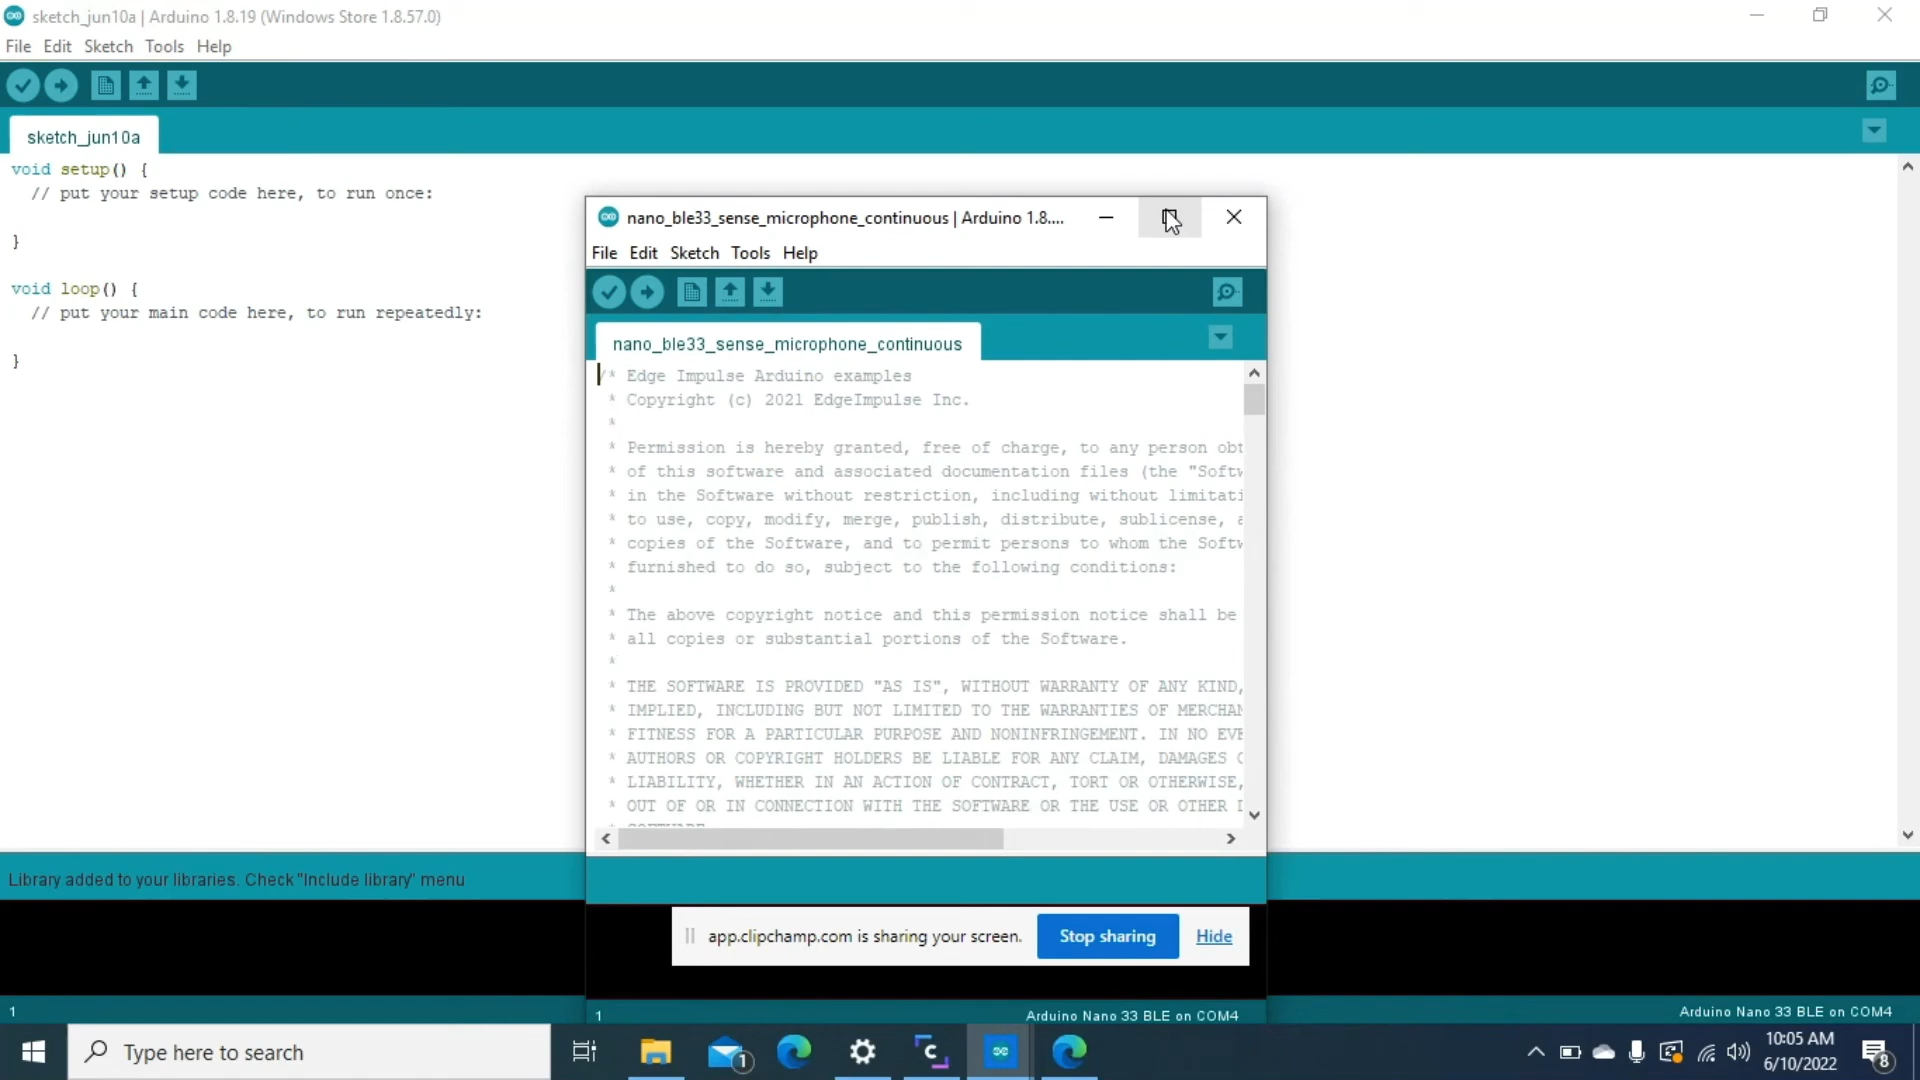 sketch_jun10a | Arduino 1.8.19 (Windows Store 1.8.57.0)
File Edit Sketch Tools Help
sketch_jun10a
void setup() {
// put your setup code here, to run once:
}
void loop() {
// put your main code here, to run repeatedly:
}
nano_ble33_sense_microphone_continuous | Arduino 1.8....
File Edit Sketch Tools Help
nano_ble33_sense_microphone_continuous
/* Edge Impulse Arduino examples
* Copyright (c) 2021 EdgeImpulse Inc.
*
* Permission is hereby granted, free of charge, to any person obt
* of this software and associated documentation files (the "Softw
* in the Software without restriction, including without limitati
* to use, copy, modify, merge, publish, distribute, sublicense, a
* copies of the Software, and to permit persons to whom the Softw
* furnished to do so, subject to the following conditions:
*
* The above copyright notice and this permission notice shall be
* all copies or substantial portions of the Software.
*
* THE SOFTWARE IS PROVIDED "AS IS", WITHOUT WARRANTY OF ANY KIND,
* IMPLIED, INCLUDING BUT NOT LIMITED TO THE WARRANTIES OF MERCHAN
* FITNESS FOR A PARTICULAR PURPOSE AND NONINFRINGEMENT. IN NO EVE
* AUTHORS OR COPYRIGHT HOLDERS BE LIABLE FOR ANY CLAIM, DAMAGES O
* LIABILITY, WHETHER IN AN ACTION OF CONTRACT, TORT OR OTHERWISE,
* OUT OF OR IN CONNECTION WITH THE SOFTWARE OR THE USE OR OTHER D
Library added to your libraries. Check "Include library" menu
app.clipchamp.com is sharing your screen. Stop sharing Hide
1
1
Arduino Nano 33 BLE on COM4
Arduino Nano 33 BLE on COM4
Type here to search
1
10:05 AM
6/10/2022
8